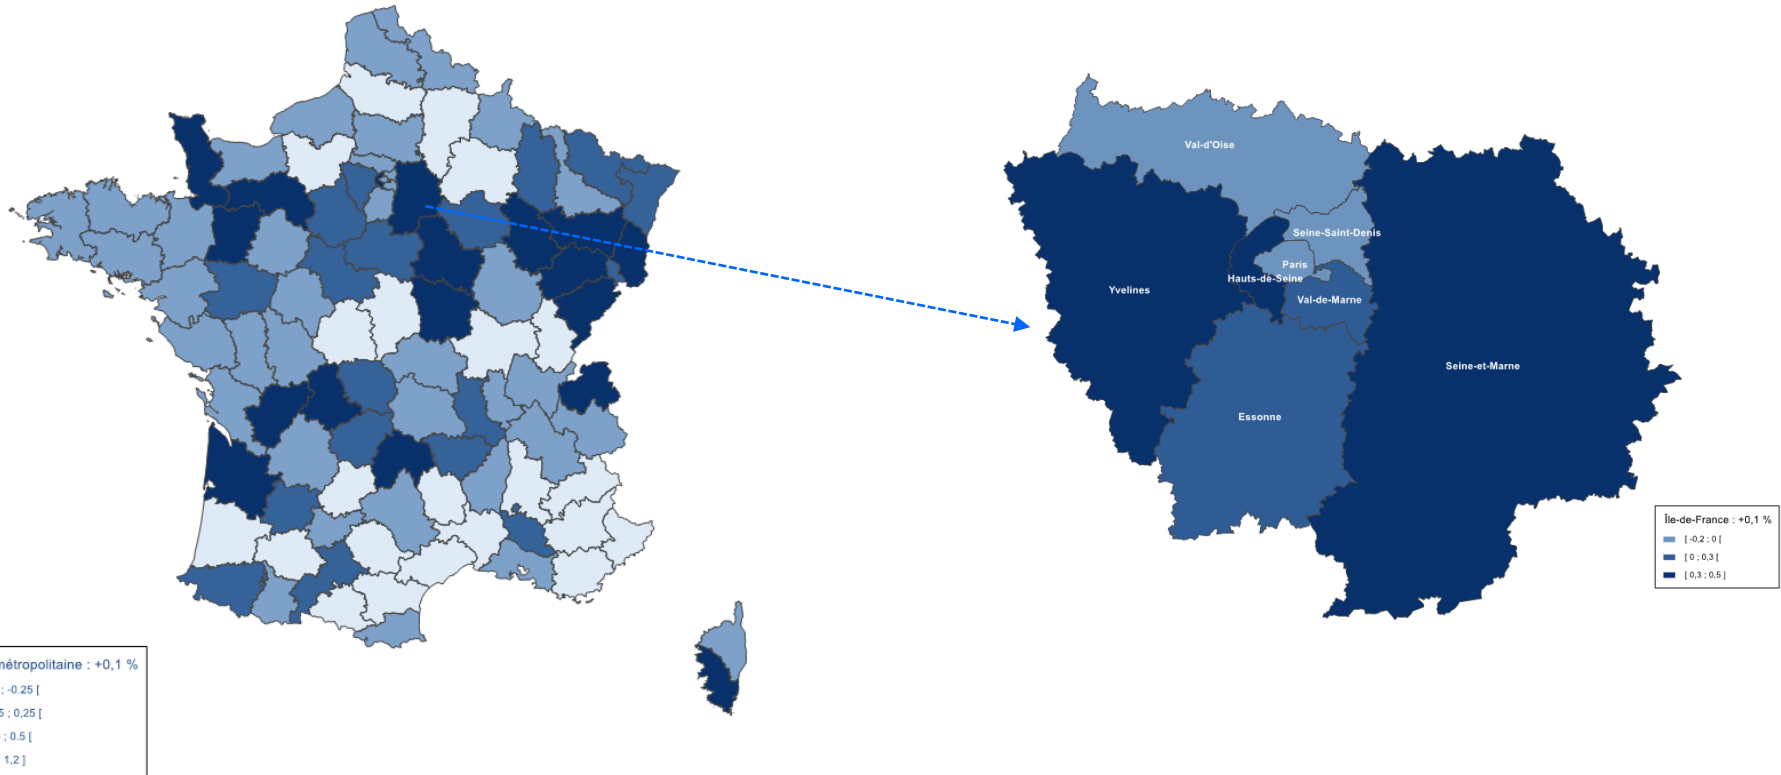 Val-d'Oise
Seine-Saint-Denis
Paris
Hauts-de-Seine
Yvelines
Val-de-Marne
Seine-et-Marne
Essonne
Île-de-France : +0,1 %
[ -0,2 ; 0 [
[ 0 ; 0,3 [
[ 0,3 ; 0,5 ]
métropolitaine : +0,1 %
; -0.25 [
5 ; 0,25 [
; 0.5 [
; 1,2 ]